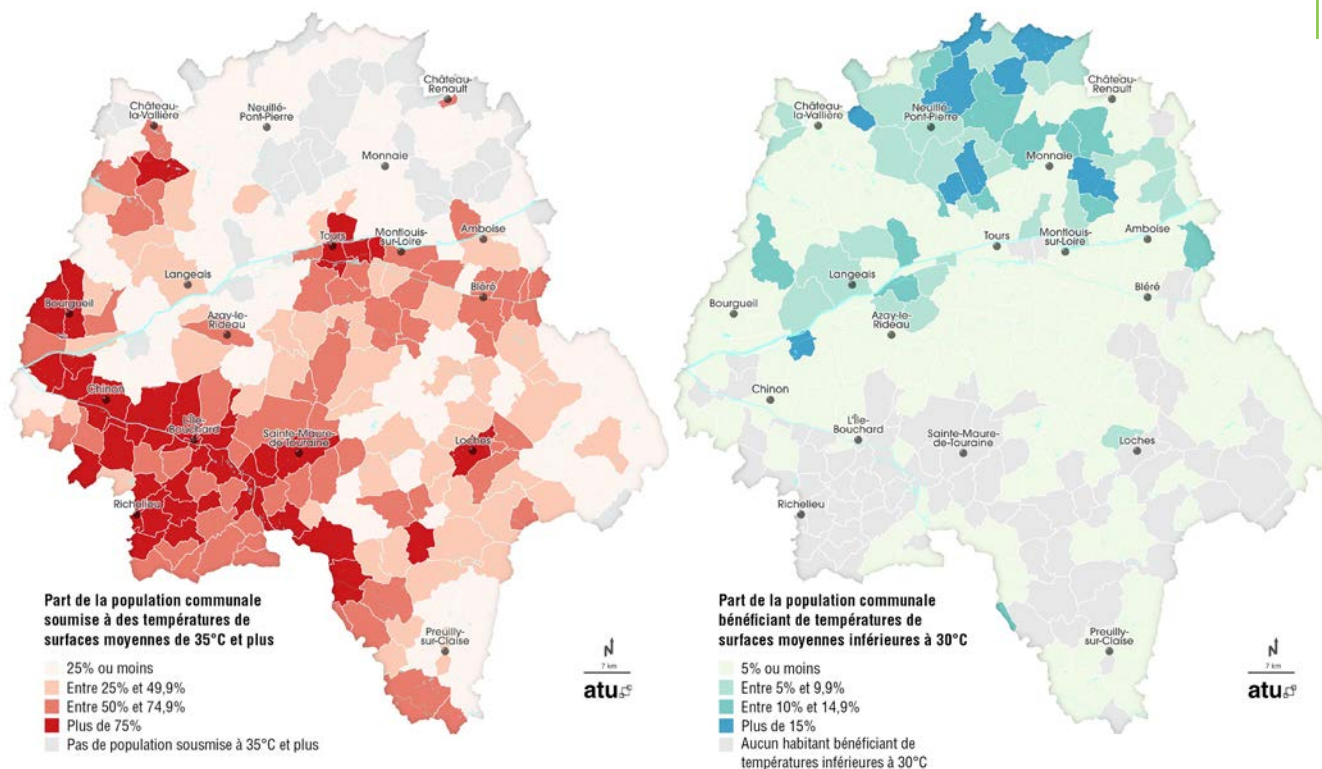 Château-
Renault
Château-
la-Vallière
Neuillé-
Pont-Pierre
Monnaie
Tours
Montlouis-
sur-Loire
Amboise
Langeais
Bléré
Bourgueil
Azay-le-
Rideau
Chinon
L'Île-
Bouchard
Sainte-Maure-
de-Touraine
Loches
Richelieu
Preuilly-
sur-Claise
Part de la population communale
soumise à des températures de
surfaces moyennes de 35°C et plus
25% ou moins
Entre 25% et 49,9%
Entre 50% et 74,9%
Plus de 75%
Pas de population sousmise à 35°C et plus
N
7 km
atu
Château-
Renault
Château-
la-Vallière
Neuillé-
Pont-Pierre
Monnaie
Tours
Montlouis-
sur-Loire
Amboise
Langeais
Bléré
Bourgueil
Azay-le-
Rideau
Chinon
L'Île-
Bouchard
Sainte-Maure-
de-Touraine
Loches
Richelieu
Preuilly-
sur-Claise
Part de la population communale
bénéficiant de températures de
surfaces moyennes inférieures à 30°C
5% ou moins
Entre 5% et 9,9%
Entre 10% et 14,9%
Plus de 15%
Aucun habitant bénéficiant de
températures inférieures à 30°C
N
7 km
atu